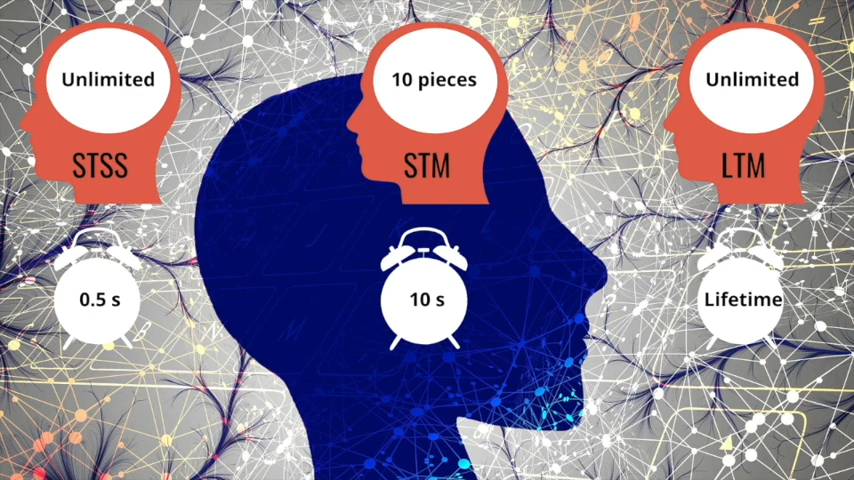 Unlimited
10 pieces
Unlimited
STSS
STM
LTM
0.5 s
10 s
Lifetime